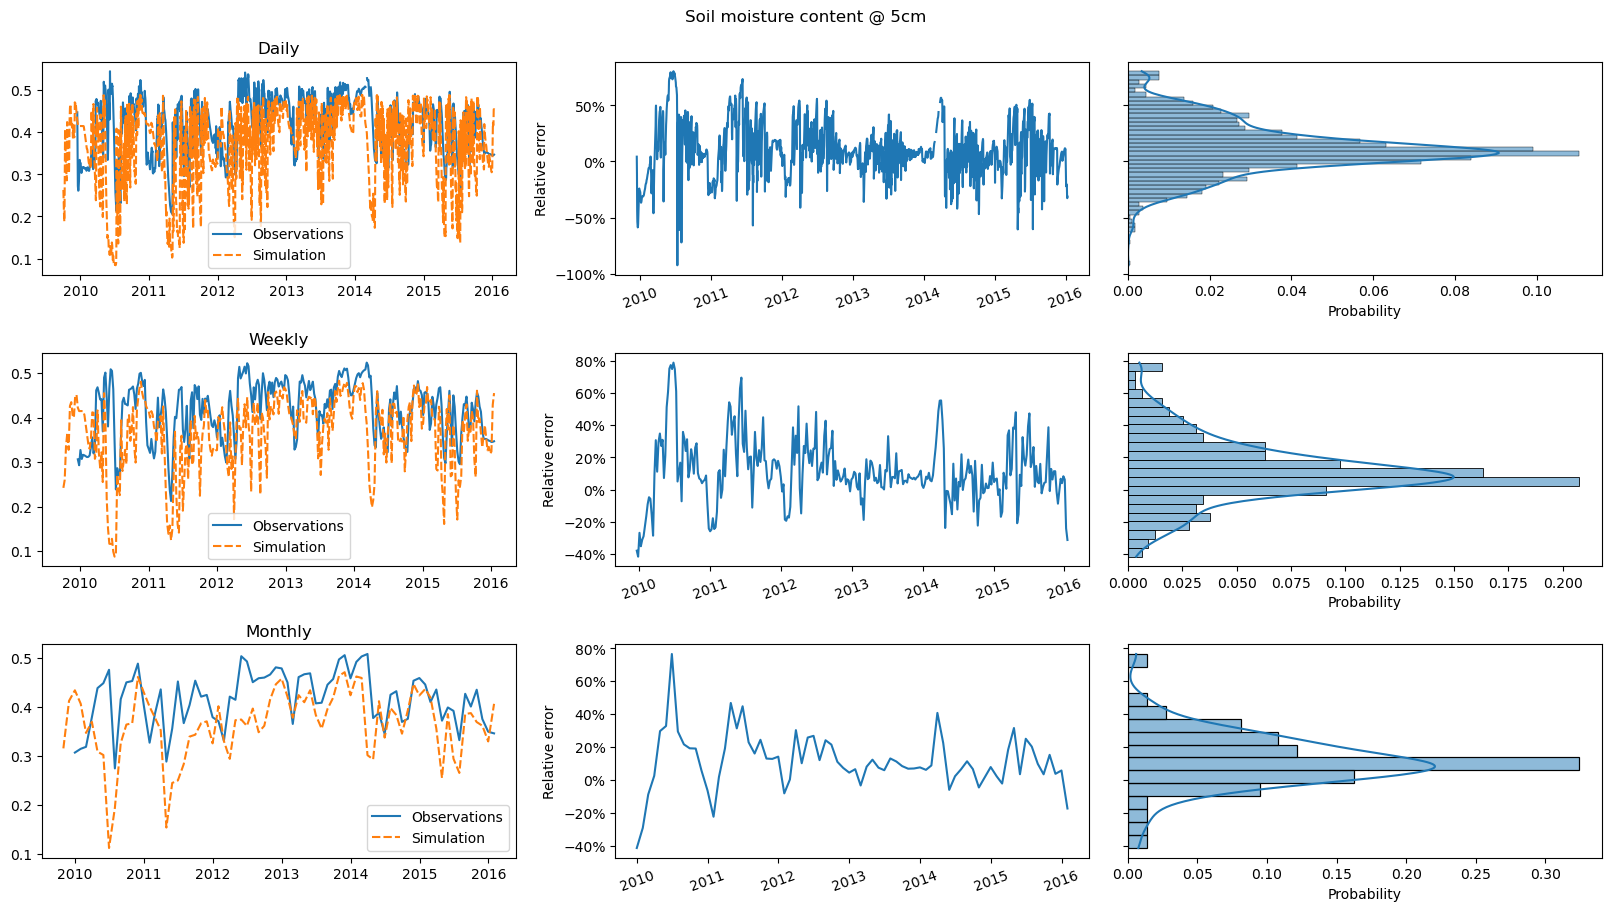 Soil moisture content @ 5cm
Daily
0.5
0.4
0.3
0.2
0.1
Observations
Simulation
2010 2011 2012 2013 2014 2015 2016
Relative error
50%
0%
−50%
−100%
2010 2011 2012 2013 2014 2015 2016
0.00 0.02 0.04 0.06 0.08 0.10
Probability
Weekly
0.5
0.4
0.3
0.2
0.1
Observations
Simulation
2010 2011 2012 2013 2014 2015 2016
Relative error
80%
60%
40%
20%
0%
−20%
−40%
2010 2011 2012 2013 2014 2015 2016
0.000 0.025 0.050 0.075 0.100 0.125 0.150 0.175 0.200
Probability
Monthly
0.5
0.4
0.3
0.2
0.1
Observations
Simulation
2010 2011 2012 2013 2014 2015 2016
Relative error
80%
60%
40%
20%
0%
−20%
−40%
2010 2011 2012 2013 2014 2015 2016
0.00 0.05 0.10 0.15 0.20 0.25 0.30
Probability